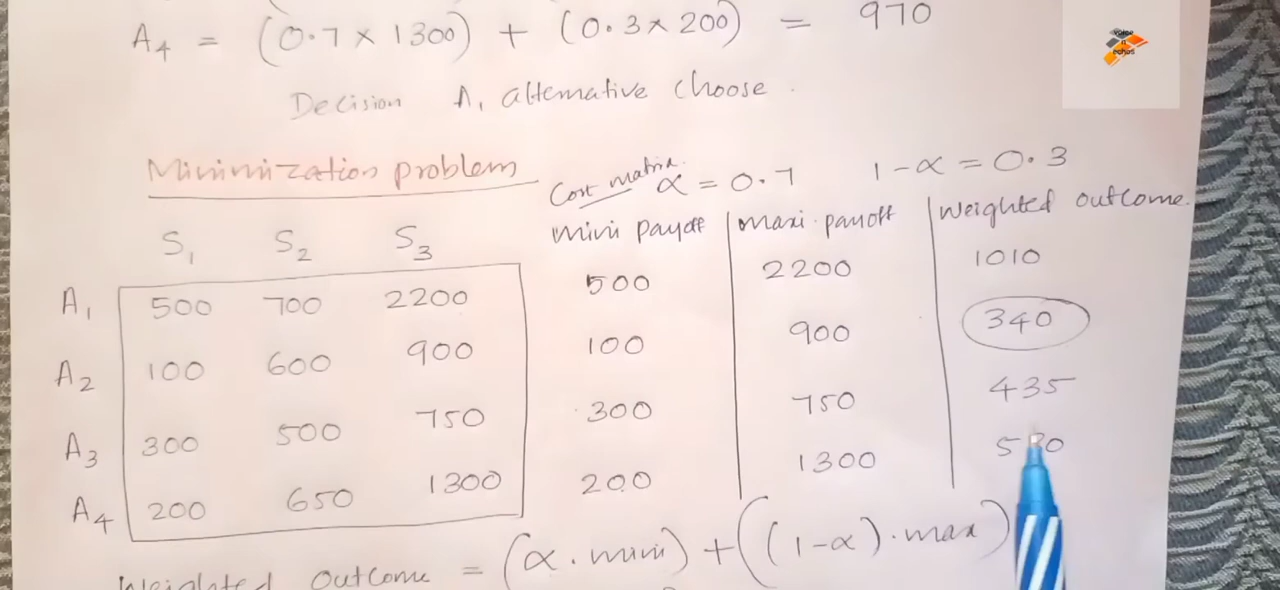 A4 = (0.7 x 1300) + (0.3 x 200) = 970
Decision A1 alternative choose.
Minimization problem
Cost matrix
α = 0.7 1-α = 0.3
S1 S2 S3 mini payoff maxi payoff Weighted outcome
A1 500 700 2200 500 2200 1010
A2 100 600 900 100 900 340
A3 300 500 750 300 750 435
A4 200 650 1300 200 1300
Weighted outcome = (α . mini) + ((1-α) . max)
voice n echos